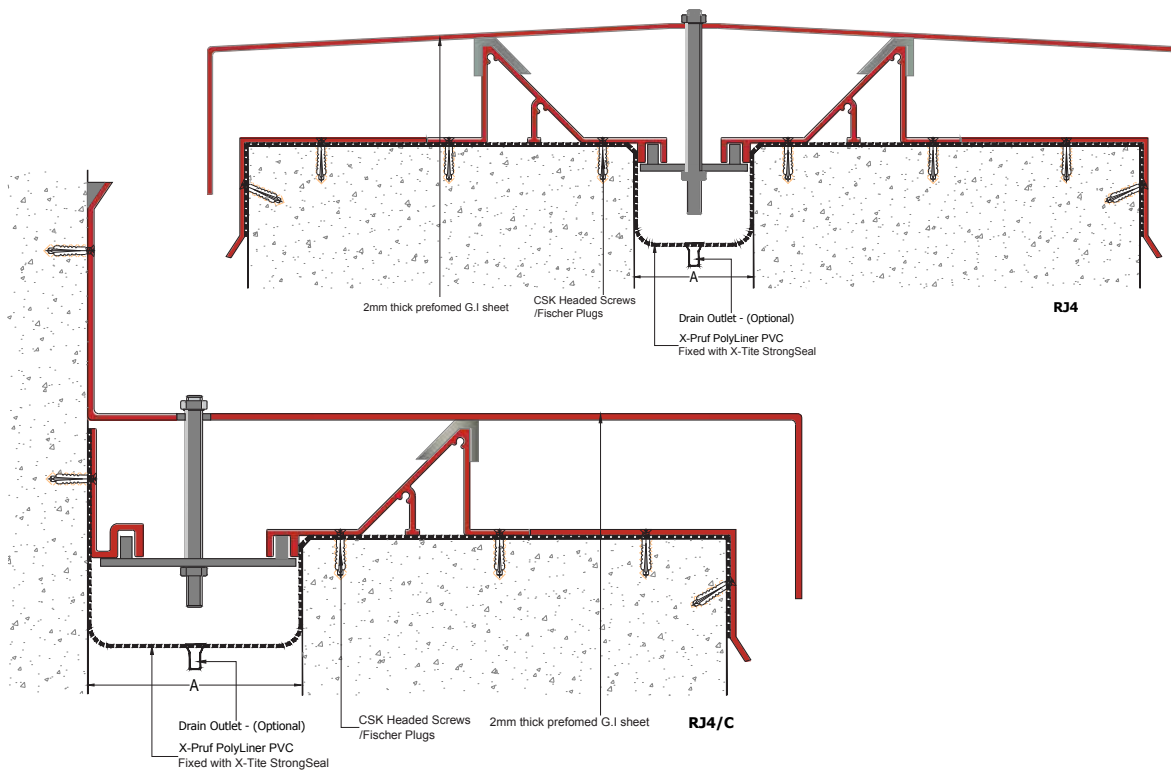 2mm thick prefomed G.I sheet
CSK Headed Screws
/Fischer Plugs
A
Drain Outlet - (Optional)
X-Pruf PolyLiner PVC
Fixed with X-Tite StrongSeal
RJ4
A
Drain Outlet - (Optional)
X-Pruf PolyLiner PVC
Fixed with X-Tite StrongSeal
CSK Headed Screws
/Fischer Plugs
2mm thick prefomed G.I sheet
RJ4/C